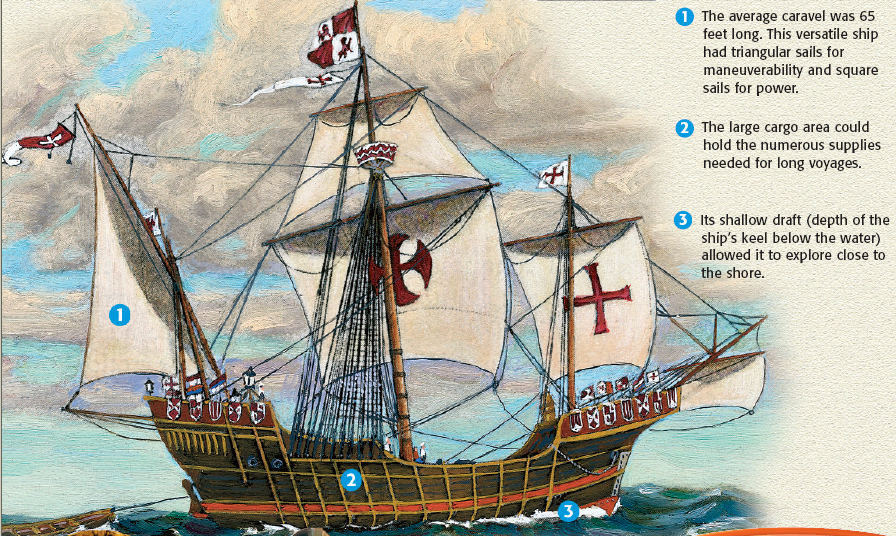 1 The average caravel was 65
feet long. This versatile ship
had triangular sails for
maneuverability and square
sails for power.
2 The large cargo area could
hold the numerous supplies
needed for long voyages.
3 Its shallow draft (depth of the
ship's keel below the water)
allowed it to explore close to
the shore.
1
2
3